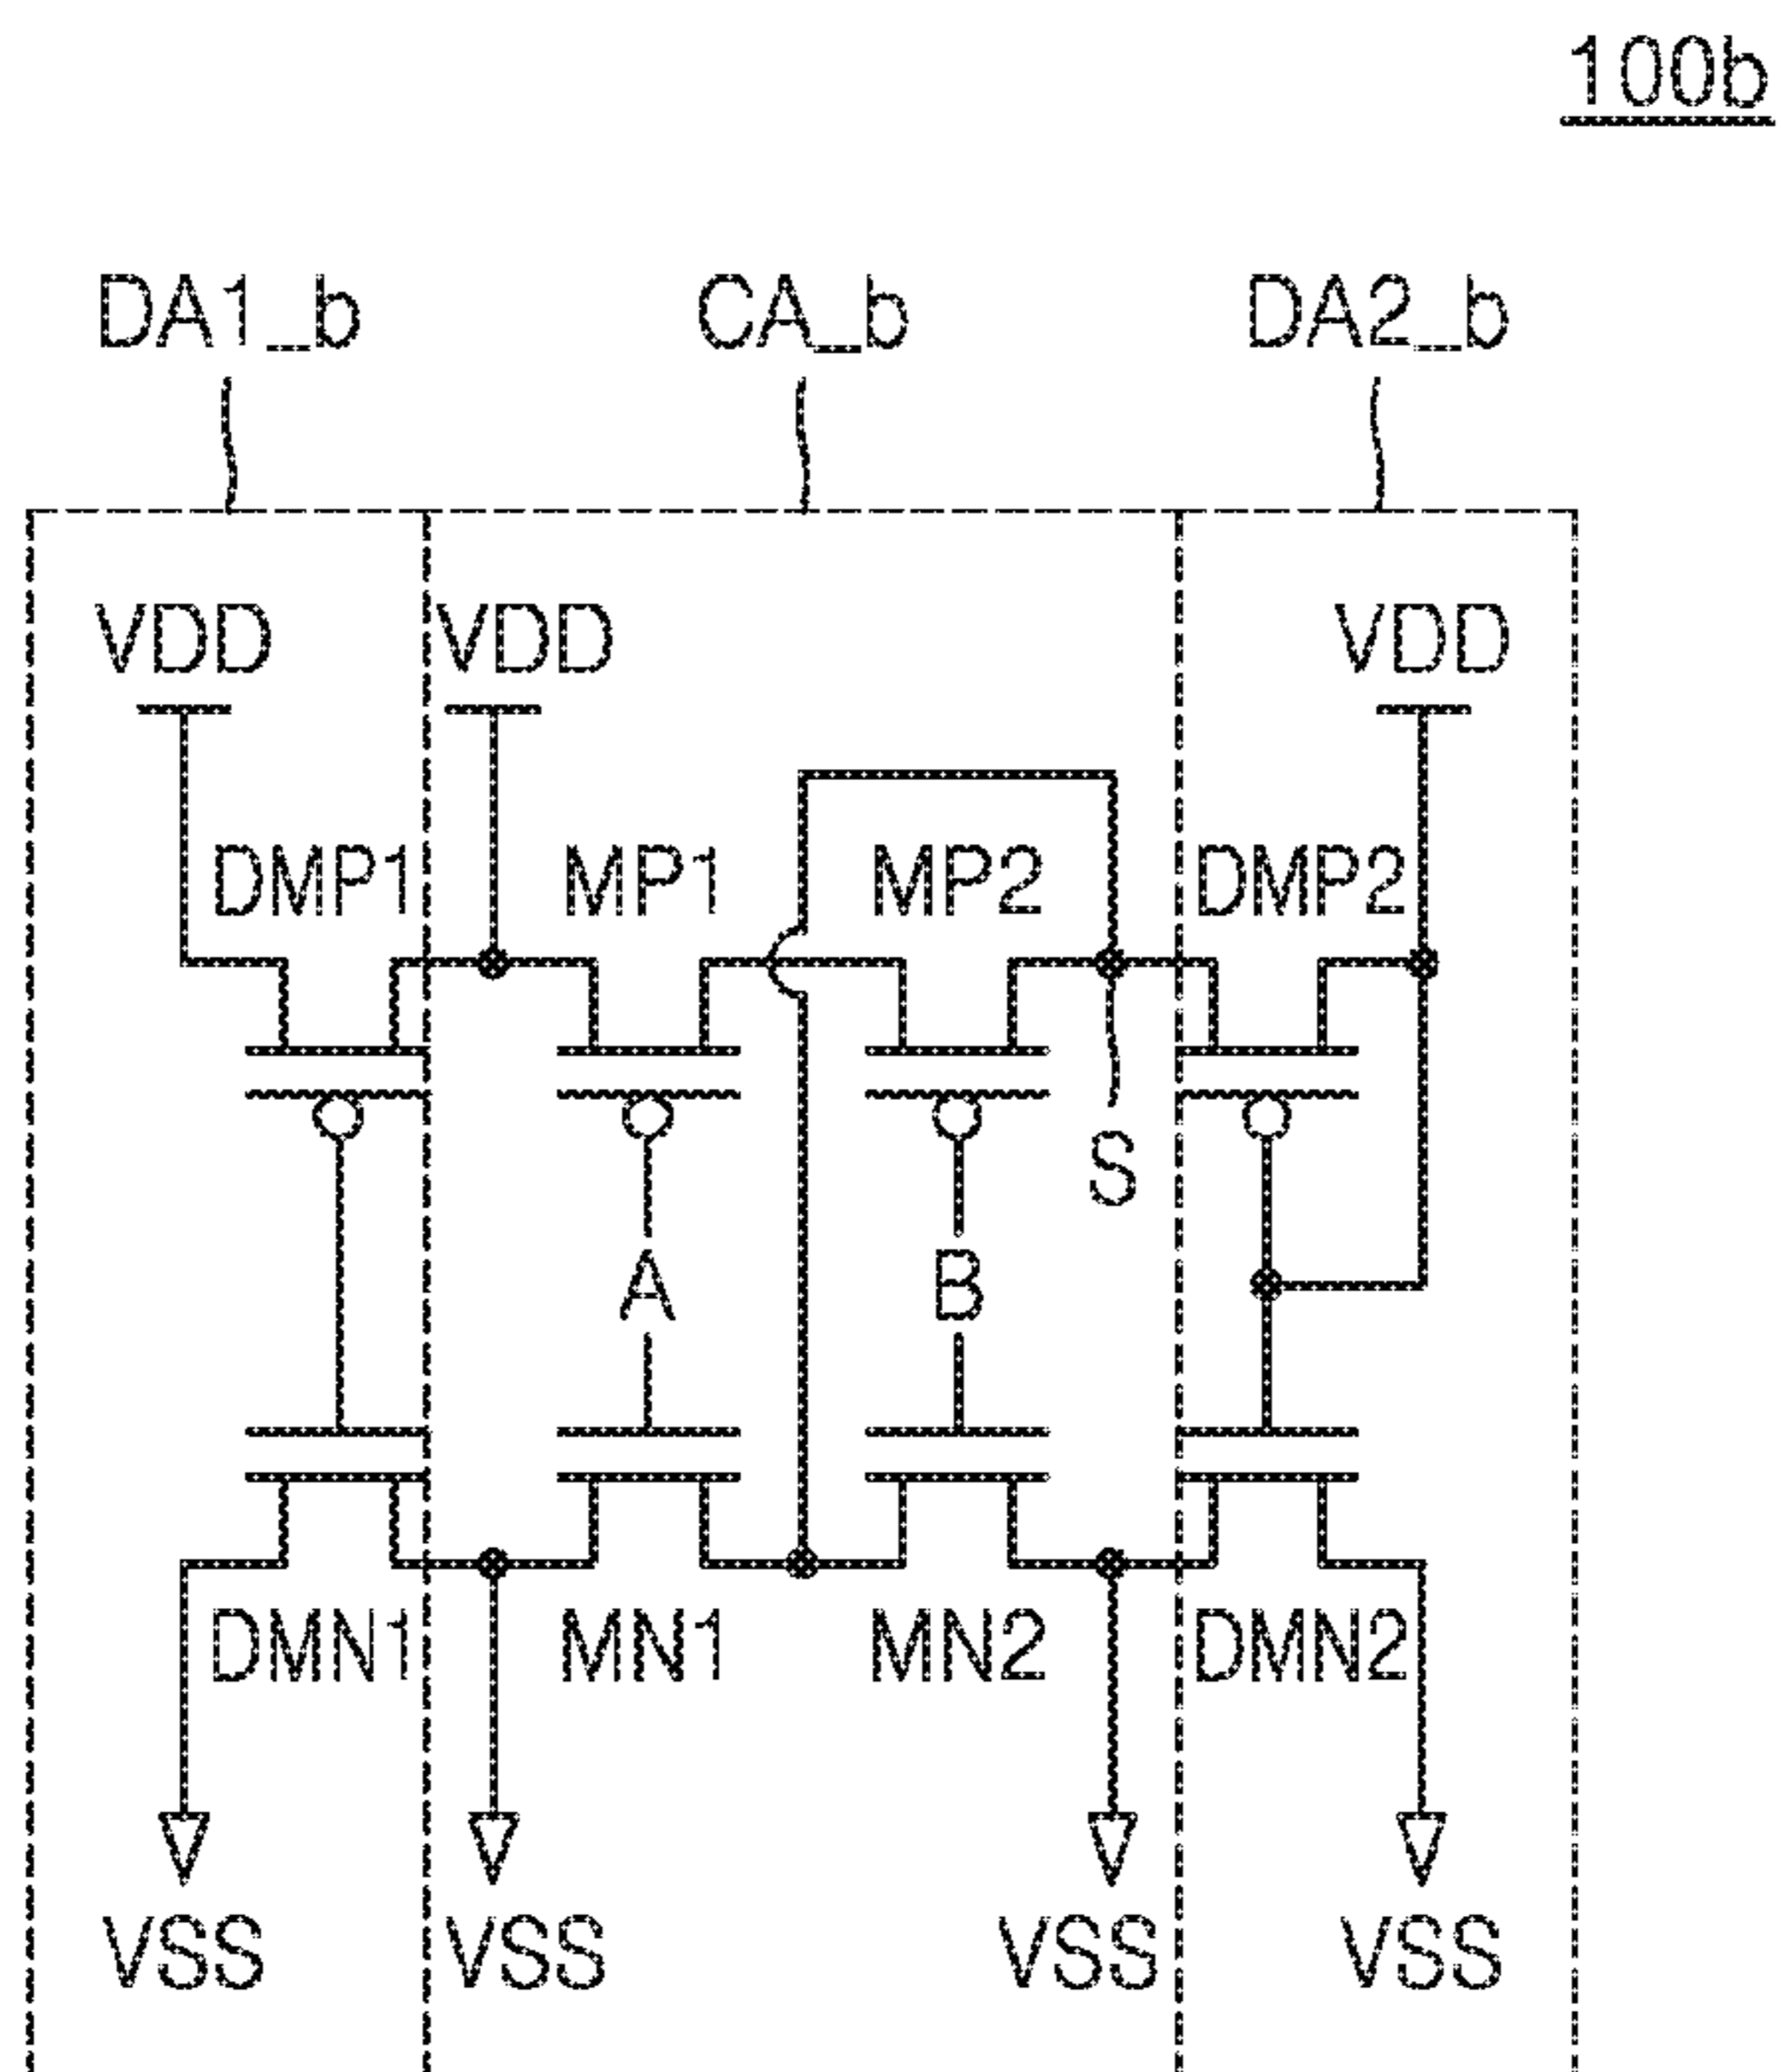 100b
DA1_b CA_b DA2_b
VDD VDD VDD
DMP1 MP1 MP2 DMP2
S
A B
DMN1 MN1 MN2 DMN2
VSS VSS VSS VSS